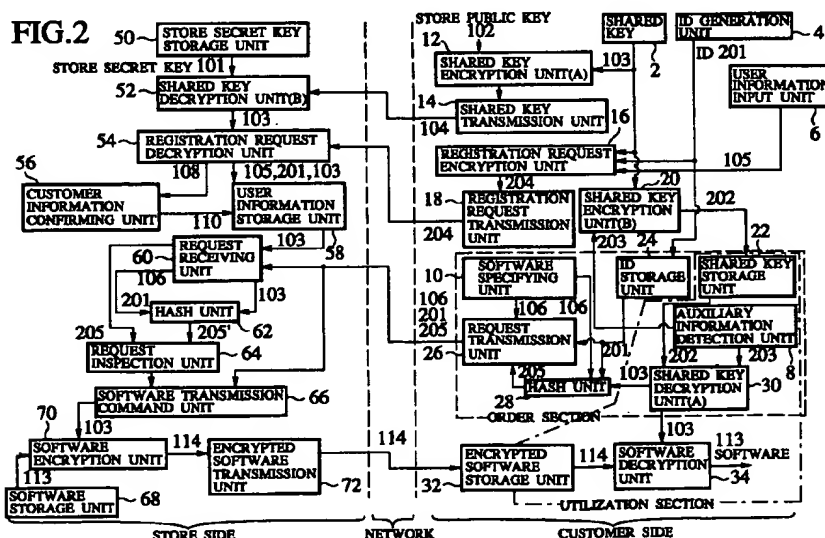 FIG.2
50
STORE SECRET KEY
STORAGE UNIT
STORE SECRET KEY 101
52
SHARED KEY
DECRYPTION UNIT(B)
103
54
REGISTRATION REQUEST
DECRYPTION UNIT
108
105,201,103
56
CUSTOMER
INFORMATION
CONFIRMING UNIT
110
USER
INFORMATION
STORAGE UNIT
58
103
60
REQUEST
RECEIVING
UNIT
106
201
103
HASH UNIT
62
205
205'
REQUEST
INSPECTION UNIT
64
SOFTWARE TRANSMISSION
COMMAND UNIT
66
70
103
SOFTWARE
ENCRYPTION UNIT
114
ENCRYPTED
SOFTWARE
TRANSMISSION
UNIT
72
113
SOFTWARE
STORAGE UNIT
68
STORE SIDE
NETWORK
114
STORE PUBLIC KEY
102
12
SHARED KEY
ENCRYPTION UNIT(A)
103
SHARED
KEY
2
ID GENERATION
UNIT
4
ID 201
USER
INFORMATION
INPUT UNIT
6
14
SHARED KEY
TRANSMISSION UNIT
104
16
REGISTRATION REQUEST
ENCRYPTION UNIT
105
204
18
REGISTRATION
REQUEST
TRANSMISSION
UNIT
204
20
SHARED KEY
ENCRYPTION
UNIT(B)
202
203
24
22
10
SOFTWARE
SPECIFYING
UNIT
ID STORAGE
UNIT
SHARED KEY
STORAGE
UNIT
106
201
205
106
106
REQUEST
TRANSMISSION
UNIT
26
201
AUXILIARY
INFORMATION
DETECTION UNIT
8
202
203
205
HASH UNIT
28
103
SHARED KEY
DECRYPTION
UNIT(A)
30
ORDER SECTION
103
ENCRYPTED
SOFTWARE
STORAGE UNIT
32
114
SOFTWARE
DECRYPTION
UNIT
34
113
SOFTWARE
UTILIZATION SECTION
CUSTOMER SIDE